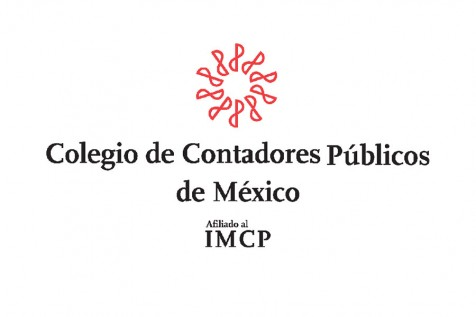 Colegio de Contadores Públicos
de México
Afiliado al
IMCP